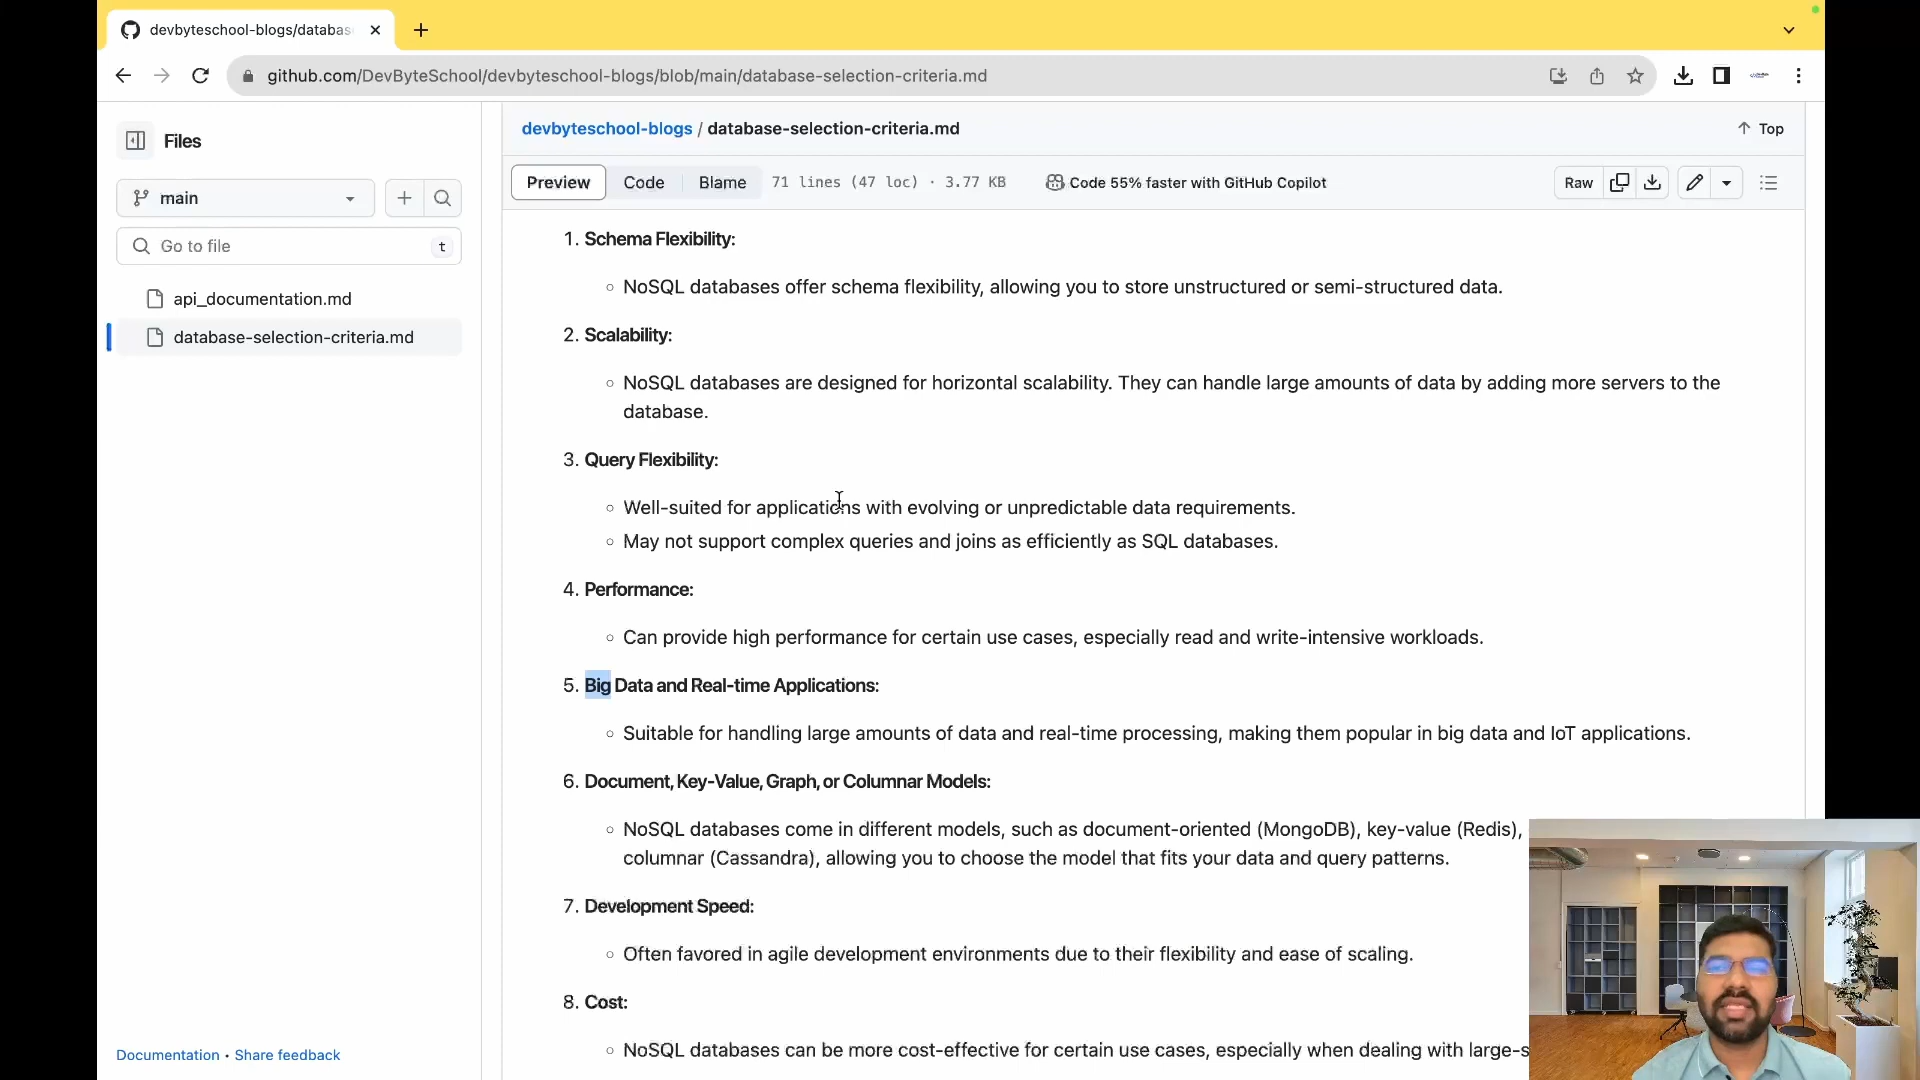 devbyteschool-blogs/databas
github.com/DevByteSchool/devbyteschool-blogs/blob/main/database-selection-criteria.md
Files
main
Go to file
t
api_documentation.md
database-selection-criteria.md
Documentation • Share feedback
devbyteschool-blogs / database-selection-criteria.md
Top
Preview Code Blame 71 lines (47 loc) · 3.77 KB Code 55% faster with GitHub Copilot Raw
1. Schema Flexibility:
NoSQL databases offer schema flexibility, allowing you to store unstructured or semi-structured data.
2. Scalability:
NoSQL databases are designed for horizontal scalability. They can handle large amounts of data by adding more servers to the
database.
3. Query Flexibility:
Well-suited for applications with evolving or unpredictable data requirements.
May not support complex queries and joins as efficiently as SQL databases.
4. Performance:
Can provide high performance for certain use cases, especially read and write-intensive workloads.
5. Big Data and Real-time Applications:
Suitable for handling large amounts of data and real-time processing, making them popular in big data and IoT applications.
6. Document, Key-Value, Graph, or Columnar Models:
NoSQL databases come in different models, such as document-oriented (MongoDB), key-value (Redis),
columnar (Cassandra), allowing you to choose the model that fits your data and query patterns.
7. Development Speed:
Often favored in agile development environments due to their flexibility and ease of scaling.
8. Cost:
NoSQL databases can be more cost-effective for certain use cases, especially when dealing with large-s